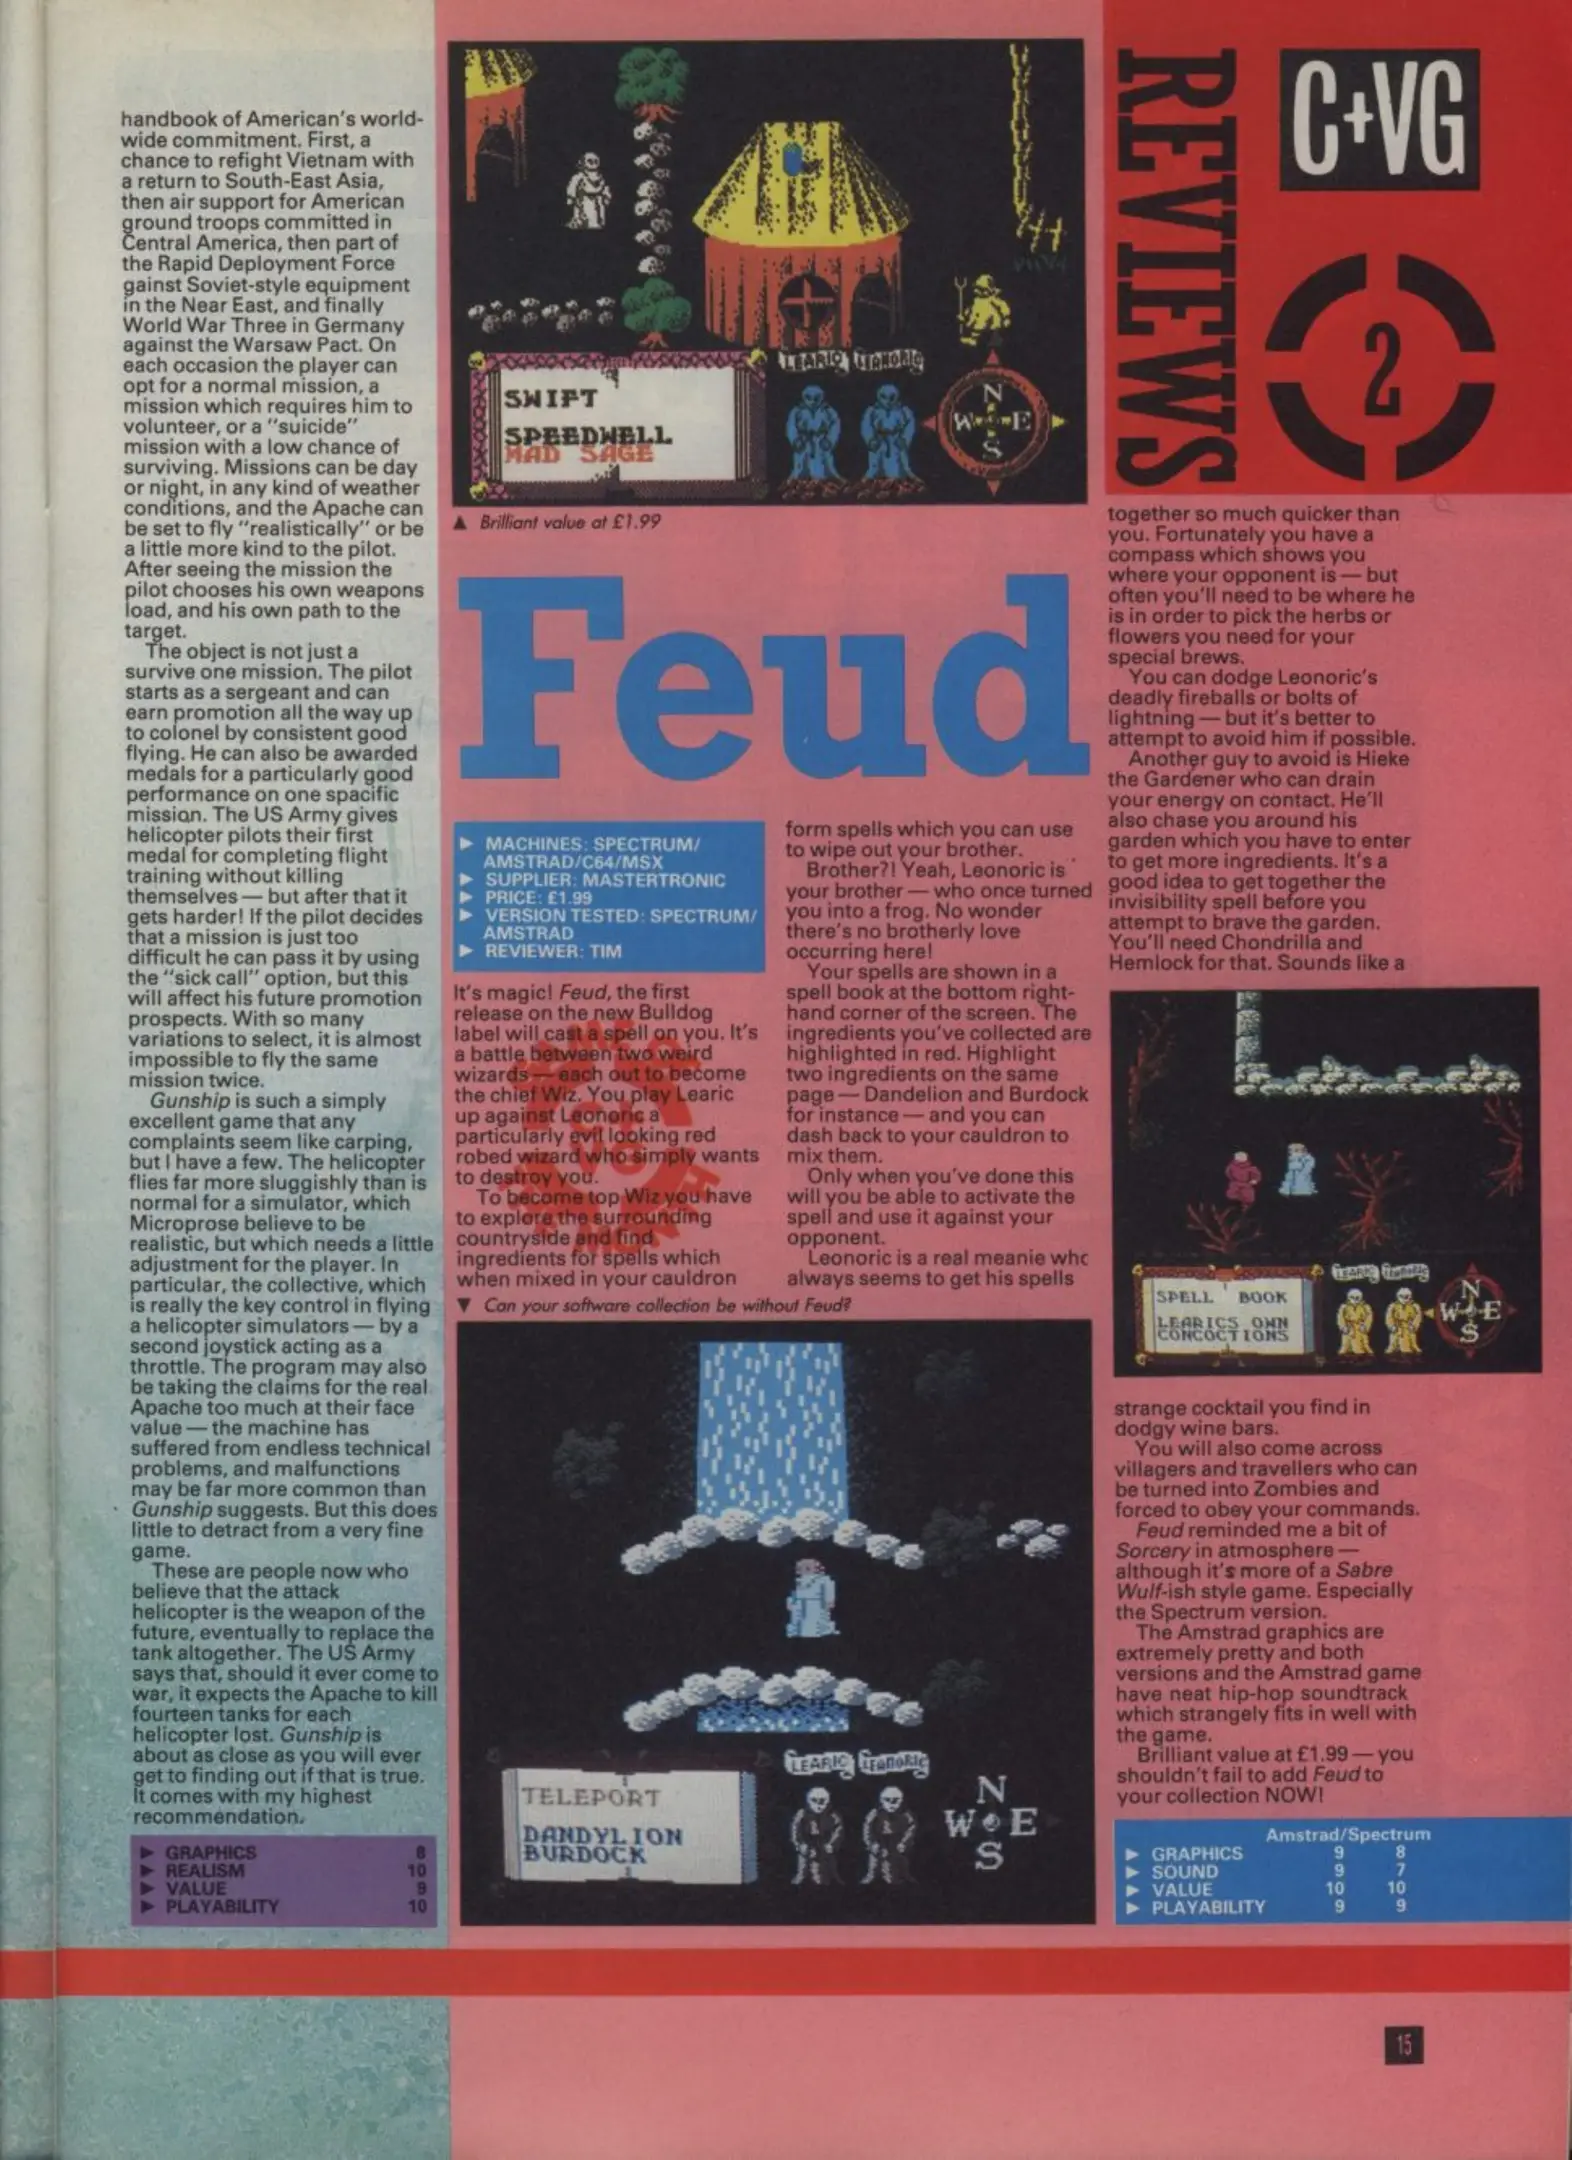 handbook of American's world-
wide commitment. First, a
chance to refight Vietnam with
a return to South-East Asia,
then air support for American
ground troops committed in
Central America, then part of
the Rapid Deployment Force
gainst Soviet-style equipment
in the Near East, and finally
World War Three in Germany
against the Warsaw Pact. On
each occasion the player can
opt for a normal mission, a
mission which requires him to
volunteer, or a "suicide"
mission with a low chance of
surviving. Missions can be day
or night, in any kind of weather
conditions, and the Apache can
be set to fly "realistically" or be
a little more kind to the pilot.
After seeing the mission the
pilot chooses his own weapons
load, and his own path to the
target.
The object is not just a
survive one mission. The pilot
starts as a sergeant and can
earn promotion all the way up
to colonel by consistent good
flying. He can also be awarded
medals for a particularly good
performance on one spacific
mission. The US Army gives
helicopter pilots their first
medal for completing flight
training without killing
themselves — but after that it
gets harder! If the pilot decides
that a mission is just too
difficult he can pass it by using
the "sick call" option, but this
will affect his future promotion
prospects. With so many
variations to select, it is almost
impossible to fly the same
mission twice.
Gunship is such a simply
excellent game that any
complaints seem like carping,
but I have a few. The helicopter
flies far more sluggishly than is
normal for a simulator, which
Microprose believe to be
realistic, but which needs a little
adjustment for the player. In
particular, the collective, which
is really the key control in flying
a helicopter simulators — by a
second joystick acting as a
throttle. The program may also
be taking the claims for the real
Apache too much at their face
value — the machine has
suffered from endless technical
problems, and malfunctions
may be far more common than
Gunship suggests. But this does
little to detract from a very fine
game.
These are people now who
believe that the attack
helicopter is the weapon of the
future, eventually to replace the
tank altogether. The US Army
says that, should it ever come to
war, it expects the Apache to kill
fourteen tanks for each
helicopter lost. Gunship is
about as close as you will ever
get to finding out if that is true.
It comes with my highest
recommendation.
► GRAPHICS 8
► REALISM 10
► VALUE 9
► PLAYABILITY 10
SWIFT
SPEEDWELL
MAD SAGE
LEARIC LEANORIC
N
W E
S
▲ Brilliant value at £1.99
Feud
► MACHINES: SPECTRUM/
AMSTRAD/C64/MSX
► SUPPLIER: MASTERTRONIC
► PRICE: £1.99
► VERSION TESTED: SPECTRUM/
AMSTRAD
► REVIEWER: TIM
It's magic! Feud, the first
release on the new Bulldog
label will cast a spell on you. It's
a battle between two weird
wizards — each out to become
the chief Wiz. You play Learic
up against Leonoric a
particularly evil looking red
robed wizard who simply wants
to destroy you.
To become top Wiz you have
to explore the surrounding
countryside and find
ingredients for spells which
when mixed in your cauldron
form spells which you can use
to wipe out your brother.
Brother?! Yeah, Leonoric is
your brother — who once turned
you into a frog. No wonder
there's no brotherly love
occurring here!
Your spells are shown in a
spell book at the bottom right-
hand corner of the screen. The
ingredients you've collected are
highlighted in red. Highlight
two ingredients on the same
page — Dandelion and Burdock
for instance — and you can
dash back to your cauldron to
mix them.
Only when you've done this
will you be able to activate the
spell and use it against your
opponent.
Leonoric is a real meanie who
always seems to get his spells
▼ Can your software collection be without Feud?
LEARIC LEANORIC
TELEPORT
DANDYLION
BURDOCK
N
W E
S
REVIEWS
C+VG
2
together so much quicker than
you. Fortunately you have a
compass which shows you
where your opponent is — but
often you'll need to be where he
is in order to pick the herbs or
flowers you need for your
special brews.
You can dodge Leonoric's
deadly fireballs or bolts of
lightning — but it's better to
attempt to avoid him if possible.
Another guy to avoid is Hieke
the Gardener who can drain
your energy on contact. He'll
also chase you around his
garden which you have to enter
to get more ingredients. It's a
good idea to get together the
invisibility spell before you
attempt to brave the garden.
You'll need Chondrilla and
Hemlock for that. Sounds like a
SPELL BOOK
LEARICS OWN
CONCOCTIONS
LEARIC LEANORIC
N
W E
S
strange cocktail you find in
dodgy wine bars.
You will also come across
villagers and travellers who can
be turned into Zombies and
forced to obey your commands.
Feud reminded me a bit of
Sorcery in atmosphere —
although it's more of a Sabre
Wulf-ish style game. Especially
the Spectrum version.
The Amstrad graphics are
extremely pretty and both
versions and the Amstrad game
have neat hip-hop soundtrack
which strangely fits in well with
the game.
Brilliant value at £1.99 — you
shouldn't fail to add Feud to
your collection NOW!
Amstrad/Spectrum
► GRAPHICS 9 8
► SOUND 9 7
► VALUE 10 10
► PLAYABILITY 9 9
15